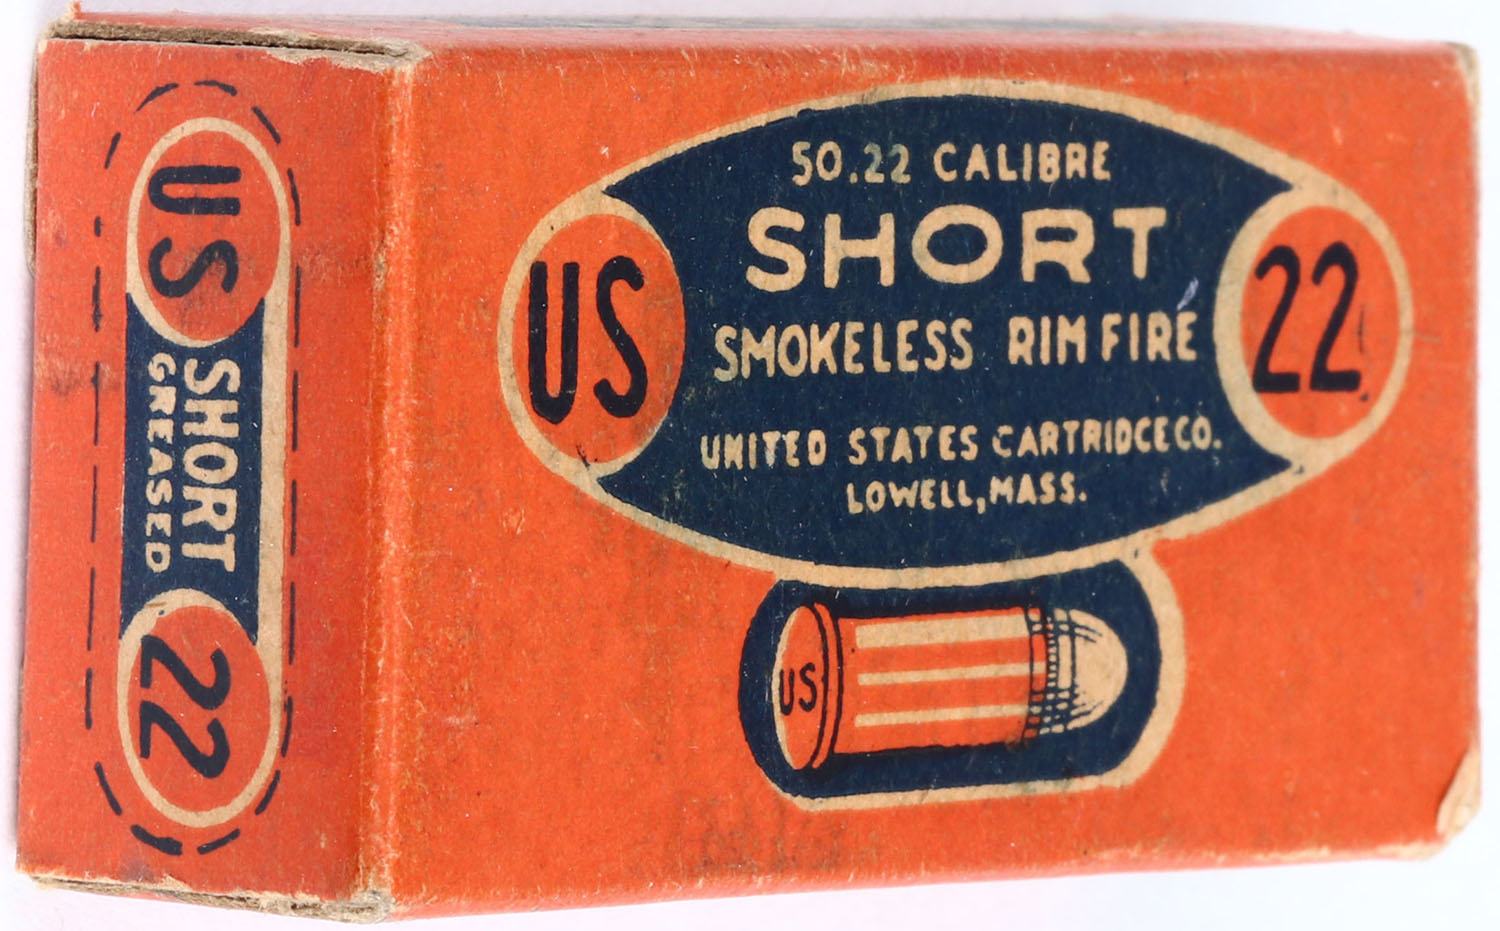 US
SHORT
GREASED
22
50.22 CALIBRE
SHORT
SMOKELESS RIM FIRE
UNITED STATES CARTRIDCE CO.
LOWELL, MASS.
US
22
US